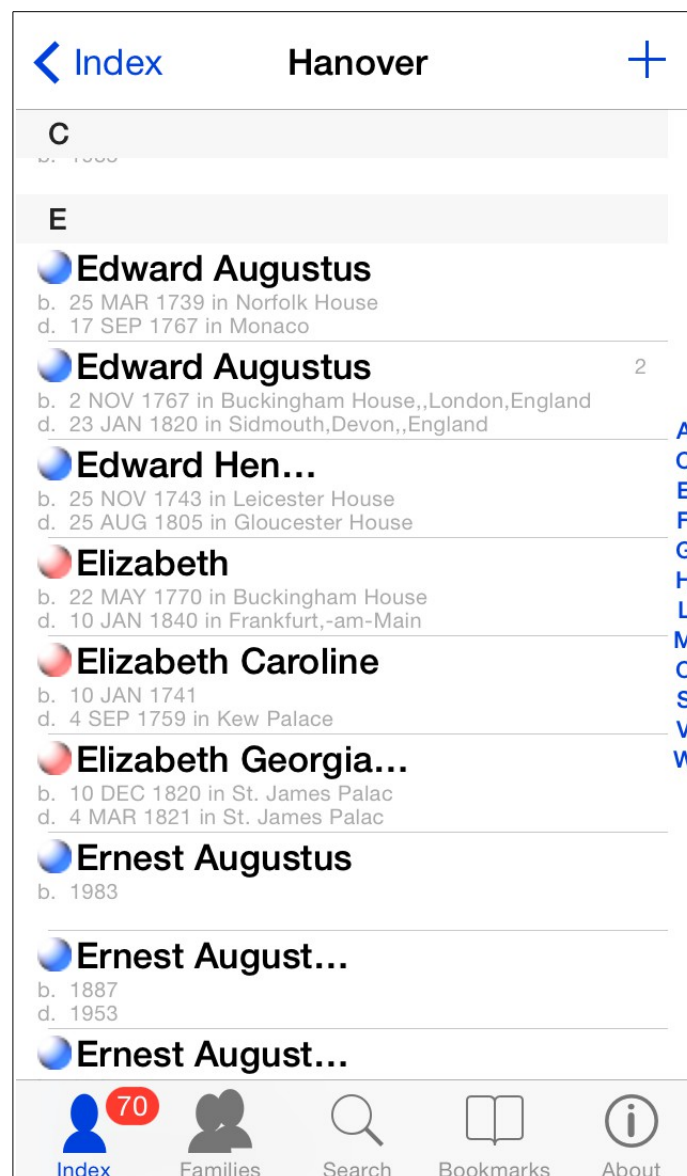 Index
Hanover
+
C
E
Edward Augustus
b. 25 MAR 1739 in Norfolk House
d. 17 SEP 1767 in Monaco
Edward Augustus 2
b. 2 NOV 1767 in Buckingham House,,London,England
d. 23 JAN 1820 in Sidmouth,Devon,,England
Edward Hen...
b. 25 NOV 1743 in Leicester House
d. 25 AUG 1805 in Gloucester House
Elizabeth
b. 22 MAY 1770 in Buckingham House
d. 10 JAN 1840 in Frankfurt,-am-Main
Elizabeth Caroline
b. 10 JAN 1741
d. 4 SEP 1759 in Kew Palace
Elizabeth Georgia...
b. 10 DEC 1820 in St. James Palac
d. 4 MAR 1821 in St. James Palac
Ernest Augustus
b. 1983
Ernest August...
b. 1887
d. 1953
Ernest August...
A
C
E
F
G
H
L
M
O
S
V
W
70
Index
Families
Search
Bookmarks
About